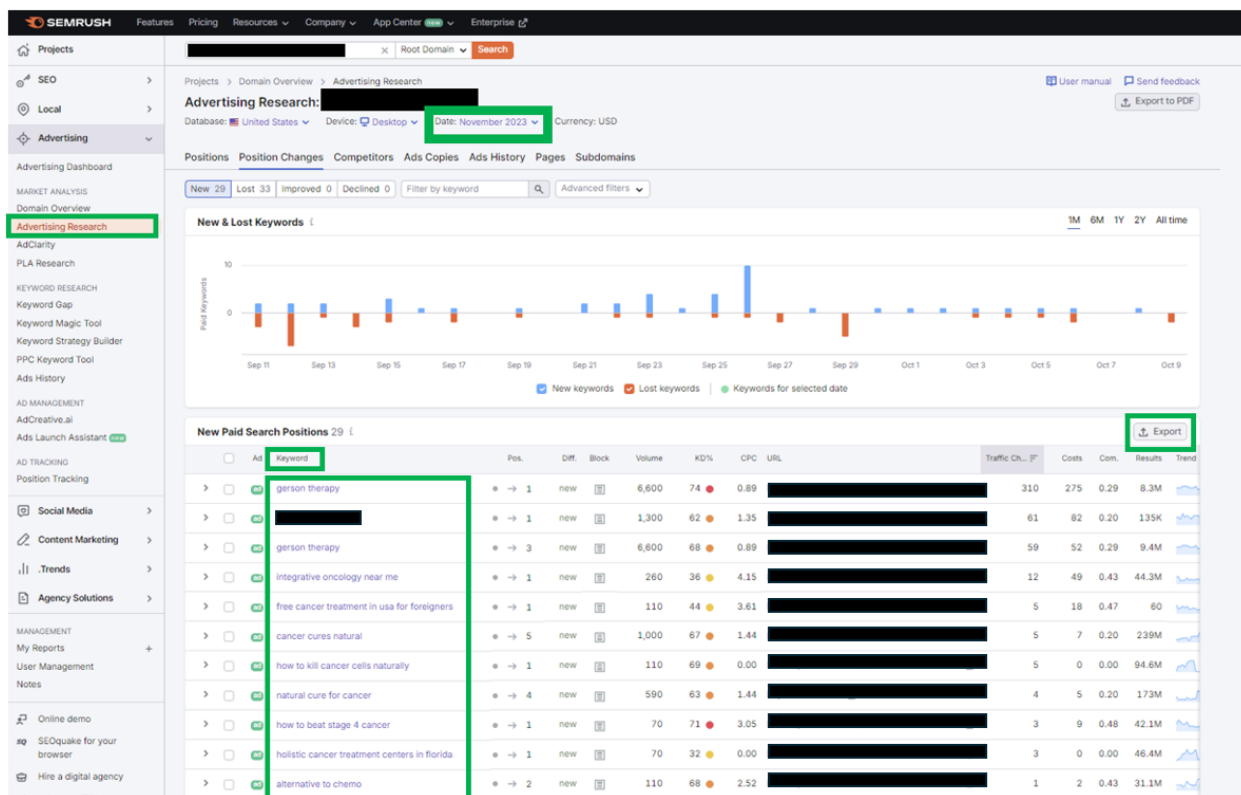 SEMRUSH Features Pricing Resources Company App Center new Enterprise
Projects
× Root Domain Search
SEO
Local
Advertising
Advertising Dashboard
MARKET ANALYSIS
Domain Overview
Advertising Research
AdClarity
PLA Research
KEYWORD RESEARCH
Keyword Gap
Keyword Magic Tool
Keyword Strategy Builder
PPC Keyword Tool
Ads History
AD MANAGEMENT
AdCreative.ai
Ads Launch Assistant new
AD TRACKING
Position Tracking
Social Media
Content Marketing
.Trends
Agency Solutions
MANAGEMENT
My Reports +
User Management
Notes
Online demo
SEOquake for your
browser
Hire a digital agency
Projects > Domain Overview > Advertising Research
User manual Send feedback
Advertising Research:
Export to PDF
Database: United States Device: Desktop Date: November 2023 Currency: USD
Positions Position Changes Competitors Ads Copies Ads History Pages Subdomains
New 29 Lost 33 Improved 0 Declined 0 Filter by keyword Advanced filters
New & Lost Keywords i 1M 6M 1Y 2Y All time
Paid Keywords
10
0
Sep 11 Sep 13 Sep 15 Sep 17 Sep 19 Sep 21 Sep 23 Sep 25 Sep 27 Sep 29 Oct 1 Oct 3 Oct 5 Oct 7 Oct 9
New keywords Lost keywords Keywords for selected date
New Paid Search Positions 29 i Export
Ad Keyword Pos. Diff. Block Volume KD% CPC URL Traffic Ch... Costs Com. Results Trend
ad gerson therapy → 1 new 6,600 74 0.89 310 275 0.29 8.3M
ad → 1 new 1,300 62 1.35 61 82 0.20 135K
ad gerson therapy → 3 new 6,600 68 0.89 59 52 0.29 9.4M
ad integrative oncology near me → 1 new 260 36 4.15 12 49 0.43 44.3M
ad free cancer treatment in usa for foreigners → 1 new 110 44 3.61 5 18 0.47 60
ad cancer cures natural → 5 new 1,000 67 1.44 5 7 0.20 239M
ad how to kill cancer cells naturally → 1 new 110 69 0.00 5 0 0.00 94.6M
ad natural cure for cancer → 4 new 590 63 1.44 4 5 0.20 173M
ad how to beat stage 4 cancer → 1 new 70 71 3.05 3 9 0.48 42.1M
ad holistic cancer treatment centers in florida → 1 new 70 32 0.00 3 0 0.00 46.4M
ad alternative to chemo → 2 new 110 68 2.52 1 2 0.43 31.1M